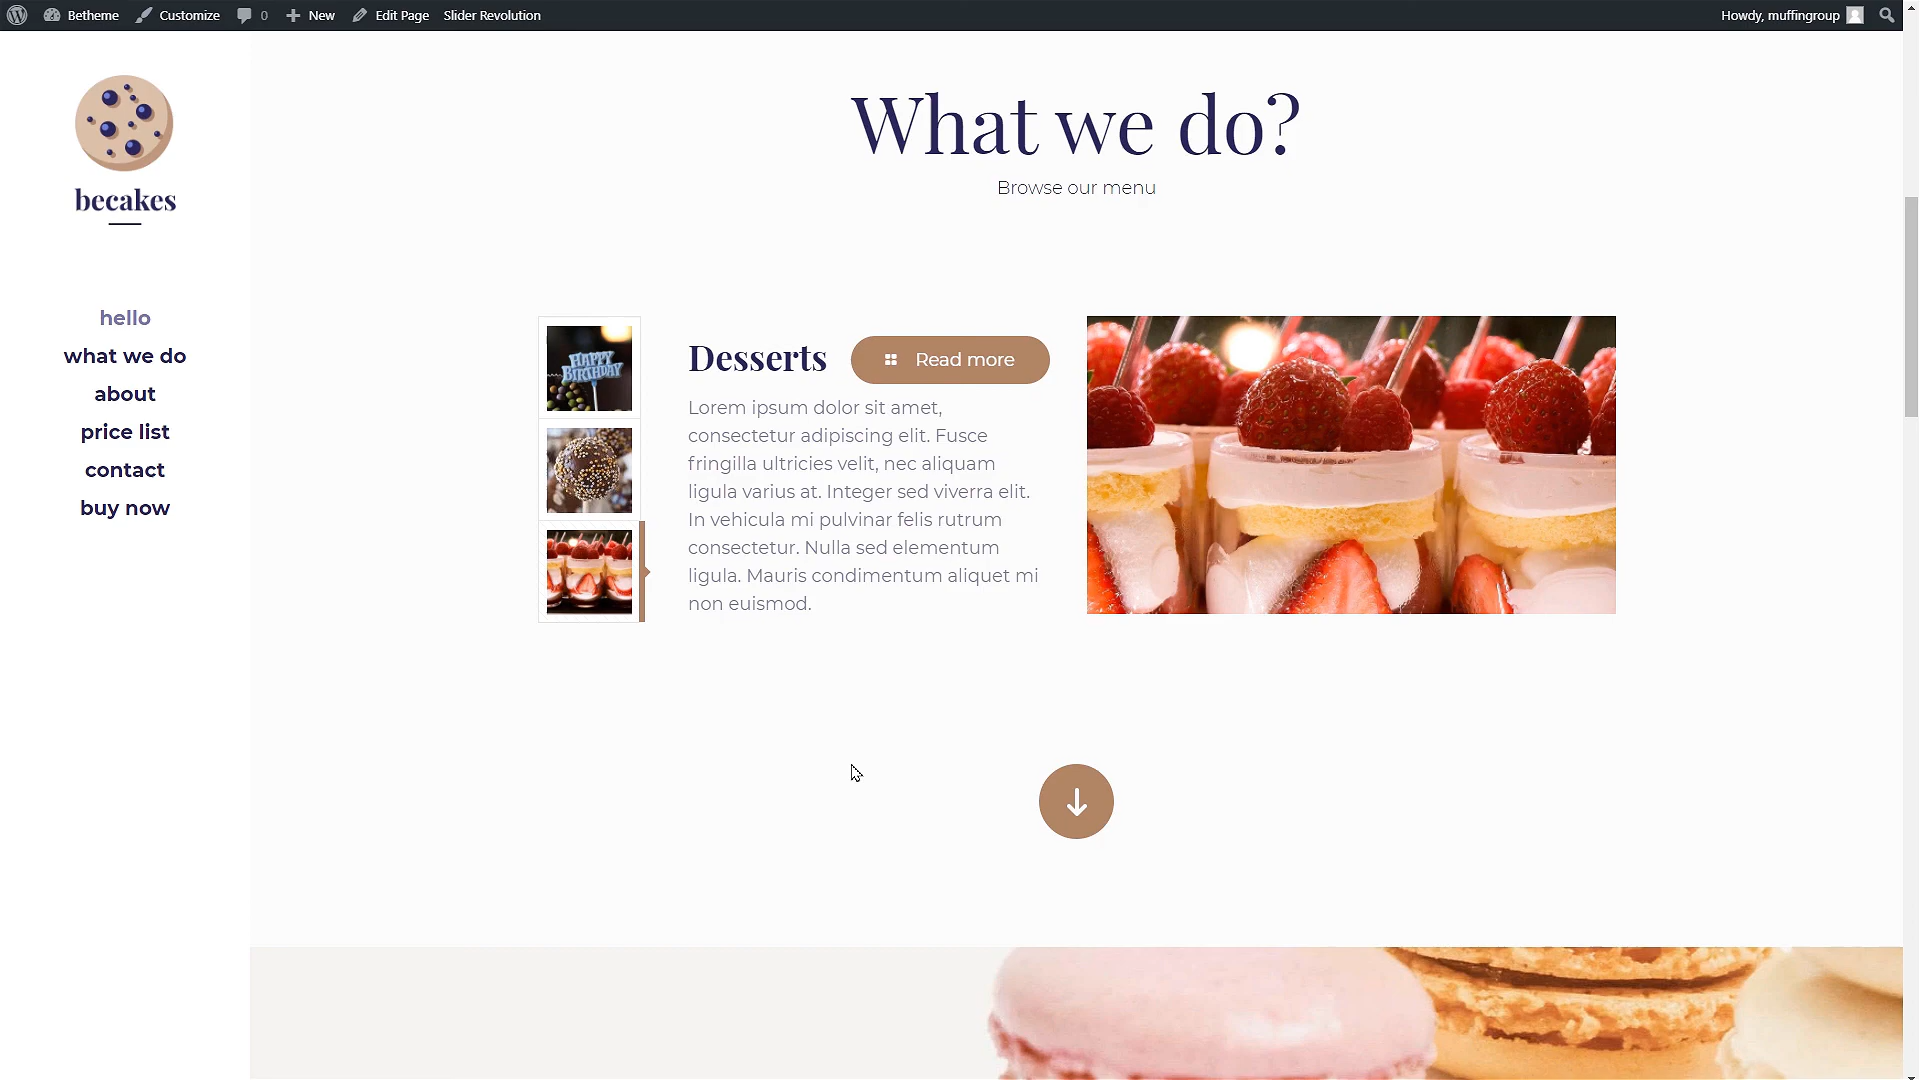 Betheme Customize 0 New Edit Page Slider Revolution Howdy, muffingroup
becakes
hello
what we do
about
price list
contact
buy now
What we do?
Browse our menu
HAPPY
BIRTHDAY
Desserts
Read more
Lorem ipsum dolor sit amet,
consectetur adipiscing elit. Fusce
fringilla ultricies velit, nec aliquam
ligula varius at. Integer sed viverra elit.
In vehicula mi pulvinar felis rutrum
consectetur. Nulla sed elementum
ligula. Mauris condimentum aliquet mi
non euismod.